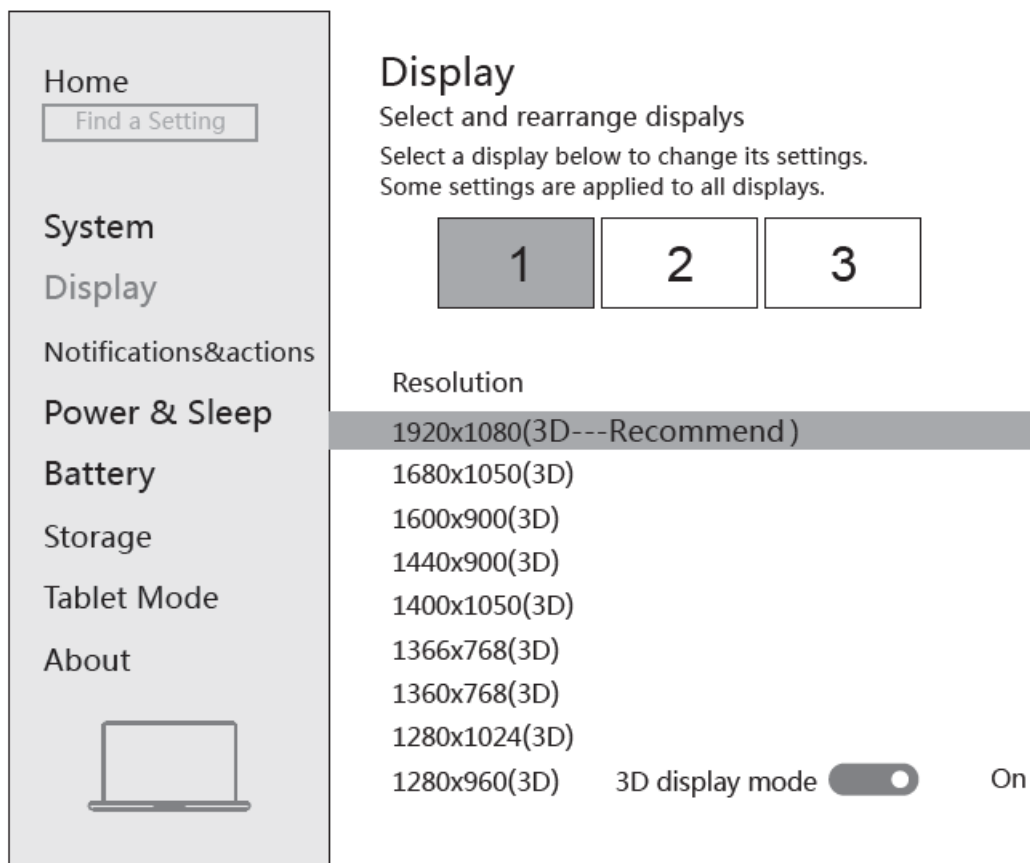 Home
Find a Setting
System
Display
Notifications&actions
Power & Sleep
Battery
Storage
Tablet Mode
About
Display
Select and rearrange dispalys
Select a display below to change its settings.
Some settings are applied to all displays.
1 2 3
Resolution
1920x1080(3D---Recommend)
1680x1050(3D)
1600x900(3D)
1440x900(3D)
1400x1050(3D)
1366x768(3D)
1360x768(3D)
1280x1024(3D)
1280x960(3D) 3D display mode On